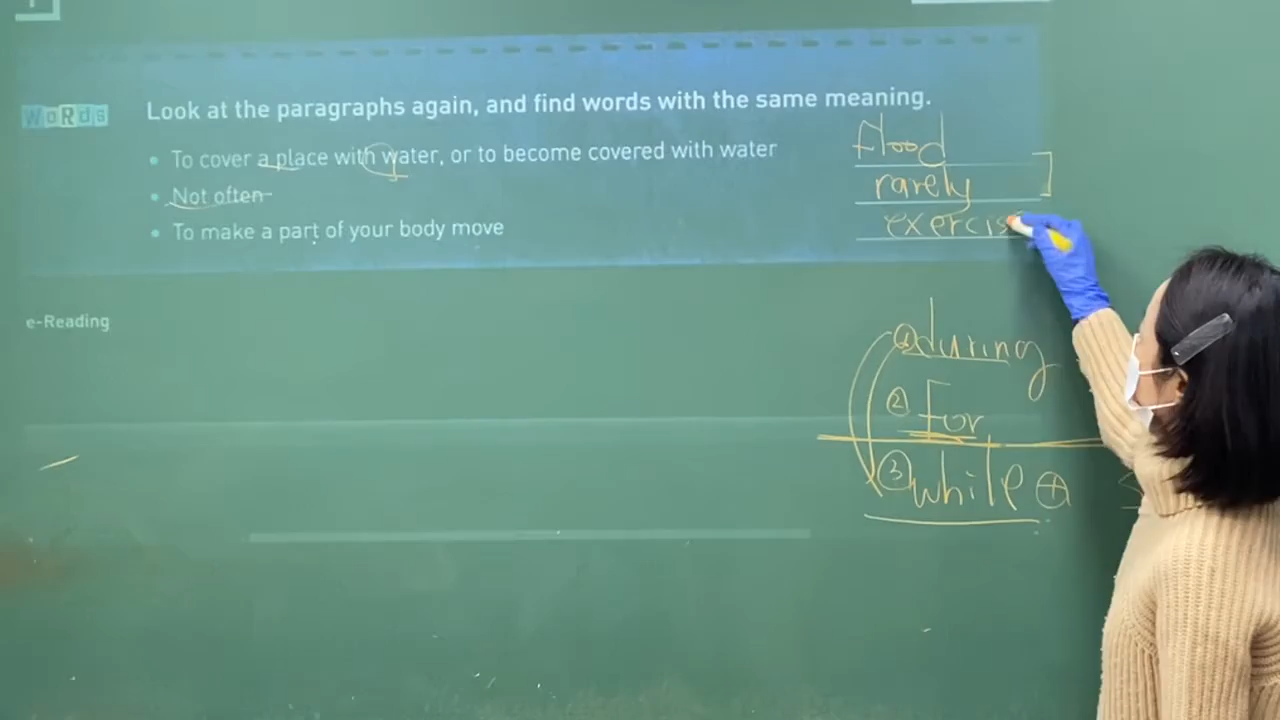 WORDS
Look at the paragraphs again, and find words with the same meaning.
• To cover a place with water, or to become covered with water
flood
• Not often
rarely
• To make a part of your body move
exercis
e-Reading
① during
② For
③ while ⊕